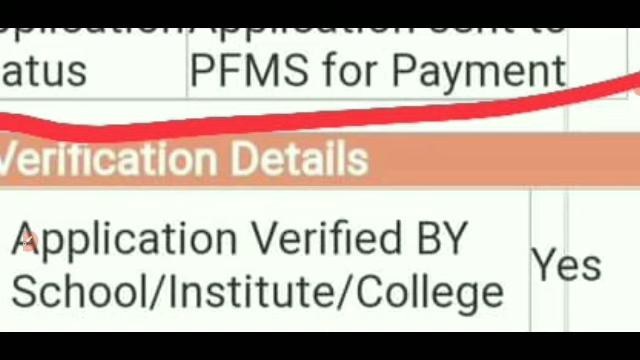 atus
PFMS for Payment
Verification Details
Application Verified BY
School/Institute/College
Yes